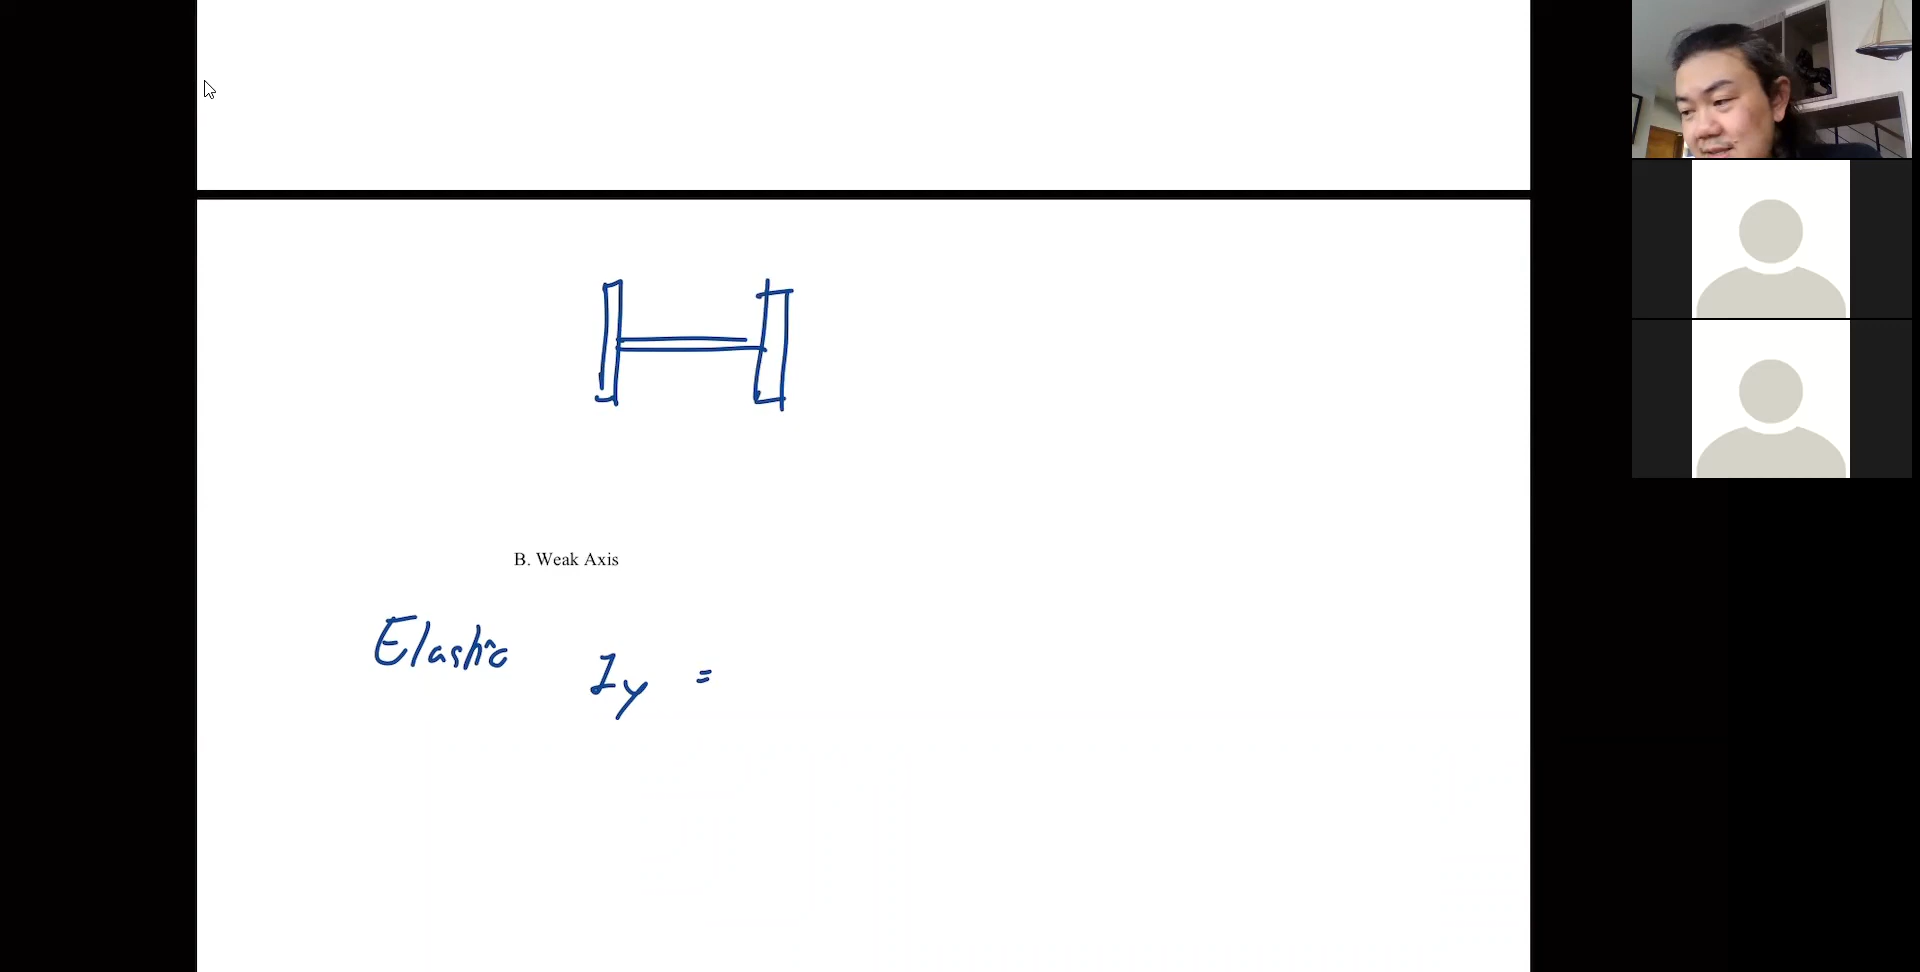 B. Weak Axis
Elastic
Iy =